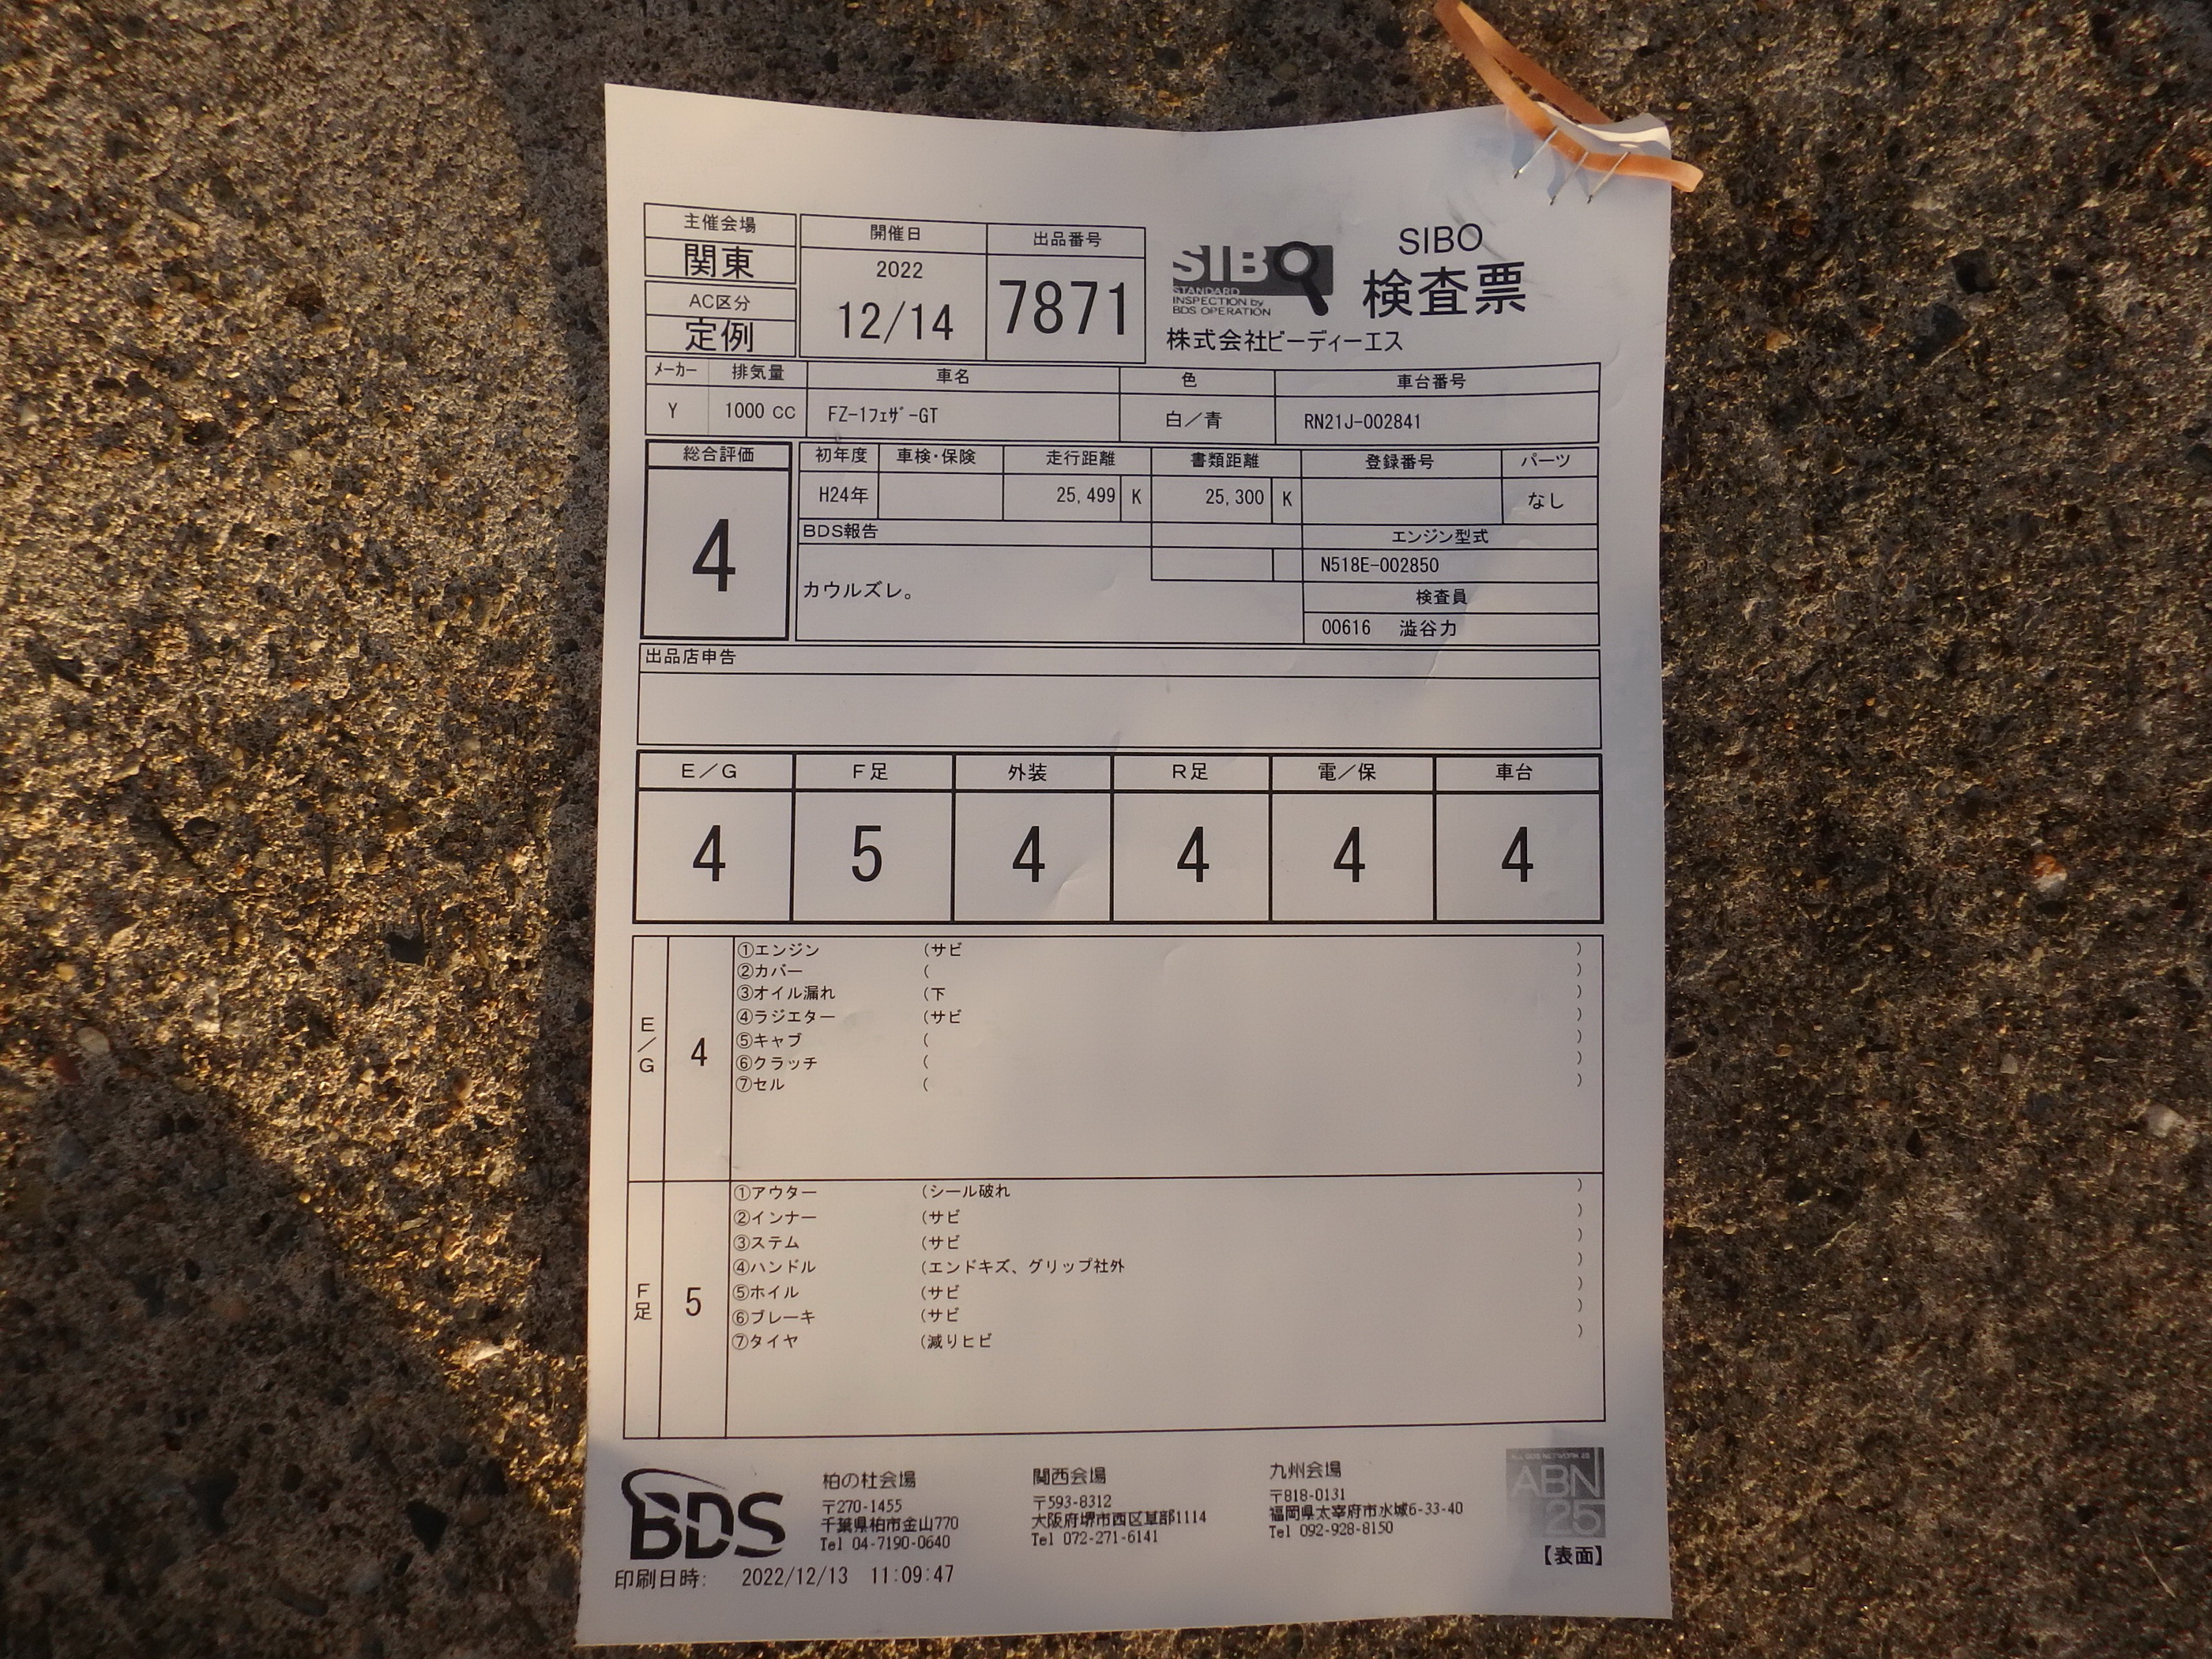 主催会場
関東
AC区分
定例
開催日
2022
12/14
出品番号
7871
SIBO
STANDARD
INSPECTION by
BDS OPERATION
SIBO
検査票
株式会社ビーディーエス
メーカー 排気量 車名 色 車台番号
Y 1000 CC FZ-1フェザーGT 白／青 RN21J-002841
総合評価
4
初年度 車検・保険 走行距離 書類距離 登録番号 パーツ
H24年 25,499 K 25,300 K なし
BDS報告
カウルズレ。
エンジン型式
N518E-002850
検査員
00616 澁谷力
出品店申告
E／G F足 外装 R足 電／保 車台
4 5 4 4 4 4
E／G
4
①エンジン (サビ )
②カバー ( )
③オイル漏れ (下 )
④ラジエター (サビ )
⑤キャブ ( )
⑥クラッチ ( )
⑦セル ( )
F足
5
①アウター (シール破れ )
②インナー (サビ )
③ステム (サビ )
④ハンドル (エンドキズ、グリップ社外 )
⑤ホイル (サビ )
⑥ブレーキ (サビ )
⑦タイヤ (減りヒビ )
BDS
柏の杜会場
〒270-1455
千葉県柏市金山770
Tel 04-7190-0640
関西会場
〒593-8312
大阪府堺市西区草部1114
Tel 072-271-6141
九州会場
〒818-0131
福岡県太宰府市水城6-33-40
Tel 092-928-8150
ABN
25
【表面】
印刷日時: 2022/12/13 11:09:47